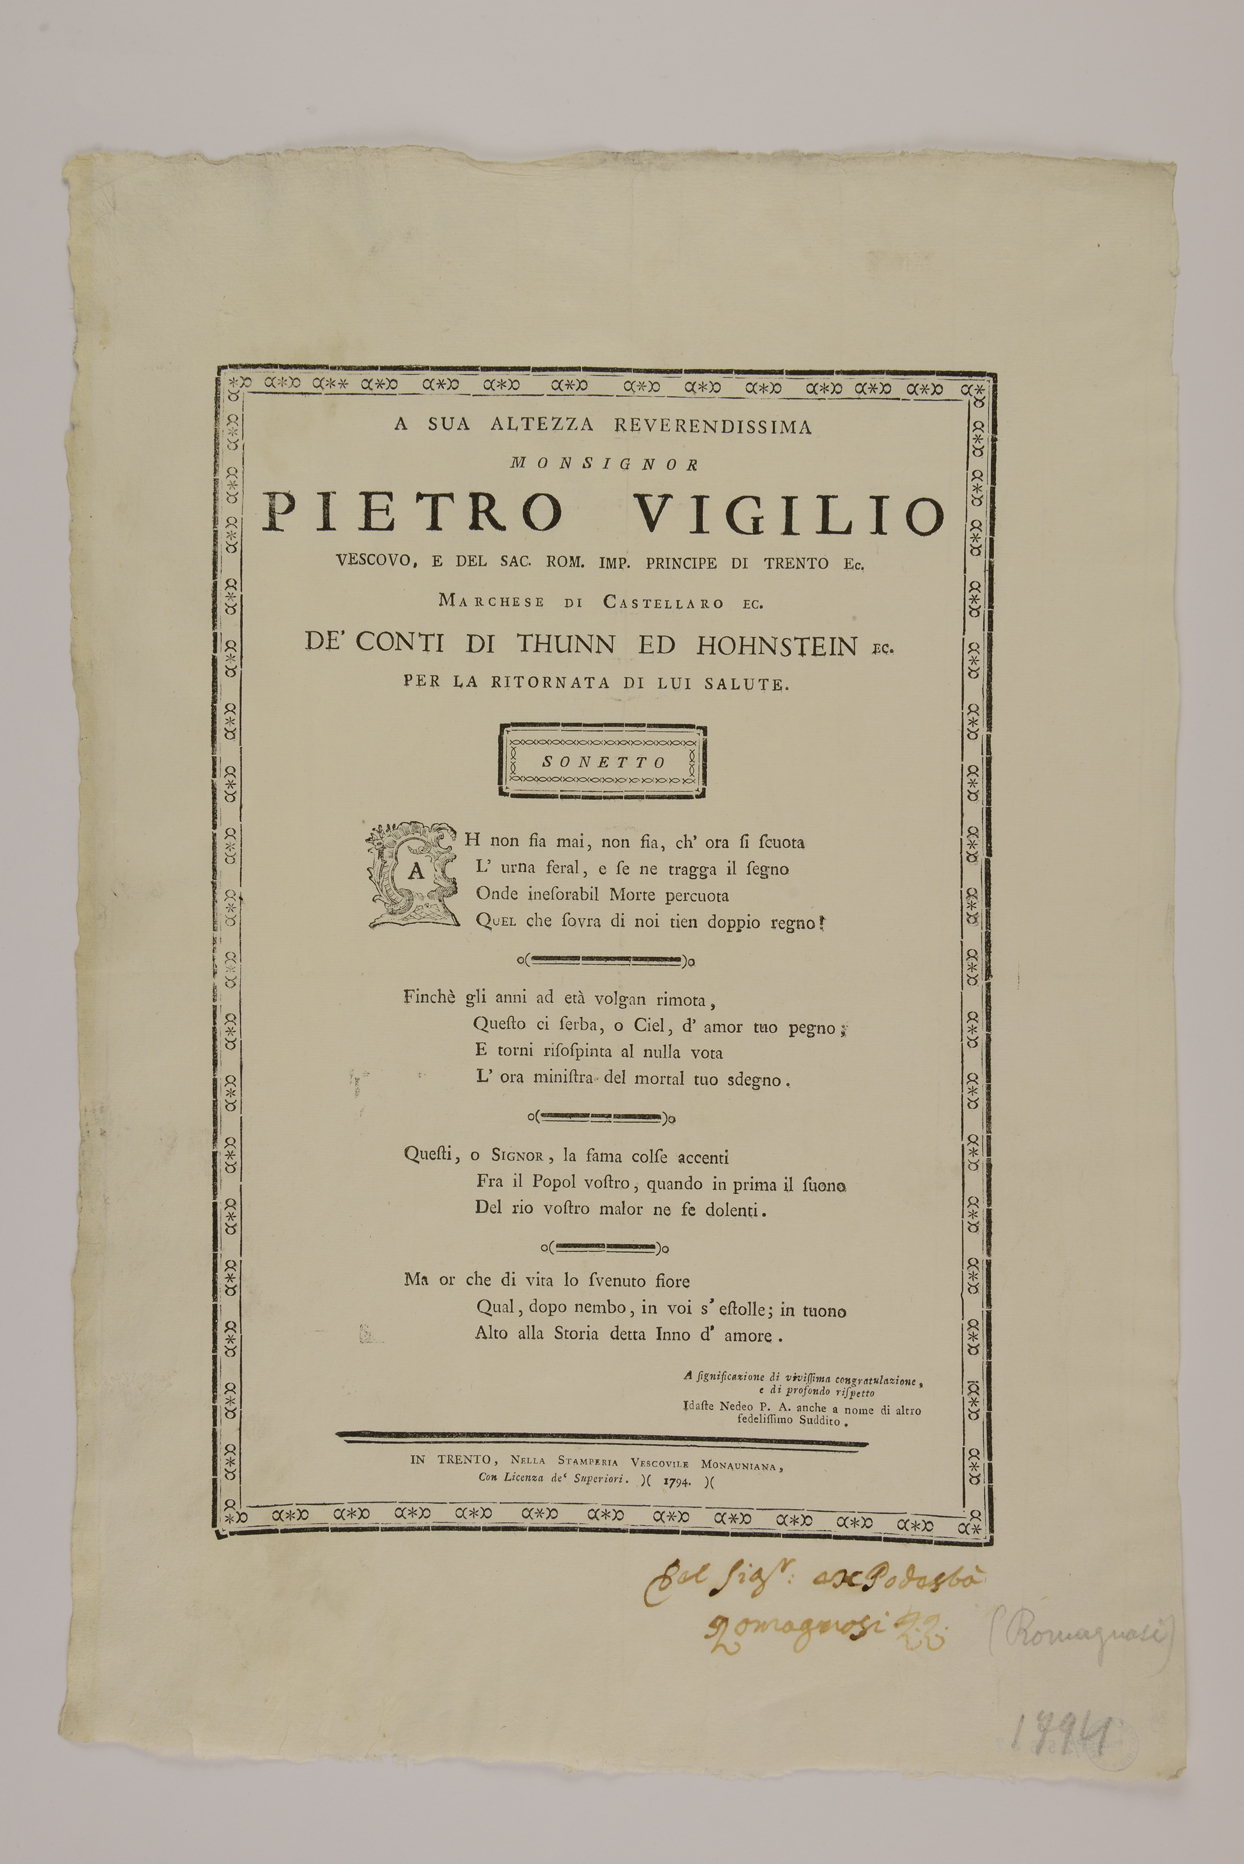 A SUA ALTEZZA REVERENDISSIMA
MONSIGNOR
PIETRO VIGILIO
VESCOVO, E DEL SAC. ROM. IMP. PRINCIPE DI TRENTO Ec.
MARCHESE DI CASTELLARO EC.
DE' CONTI DI THUNN ED HOHNSTEIN EC.
PER LA RITORNATA DI LUI SALUTE.
SONETTO
AH non fia mai, non fia, ch' ora ſi ſcuota
L' urna feral, e ſe ne tragga il ſegno
Onde ineſorabil Morte percuota
QUEL che ſovra di noi tien doppio regno!
Finchè gli anni ad età volgan rimota,
Queſto ci ſerba, o Ciel, d' amor tuo pegno;
E torni riſoſpinta al nulla vota
L' ora miniſtra del mortal tuo sdegno.
Queſti, o SIGNOR, la fama colſe accenti
Fra il Popol voſtro, quando in prima il ſuono
Del rio voſtro malor ne fe dolenti.
Ma or che di vita lo ſvenuto fiore
Qual, dopo nembo, in voi s' eſtolle; in tuono
Alto alla Storia detta Inno d' amore.
A ſignificazione di viviſſima congratulazione,
e di profondo riſpetto
Idaſte Nedeo P. A. anche a nome di altro
fedeliſſimo Suddito.
IN TRENTO, NELLA STAMPERIA VESCOVILE MONAUNIANA,
Con Licenza de' Superiori. )( 1794. )(
Del Sigr: ex Podestà
Romagnosi
(Romagnosi)
1794